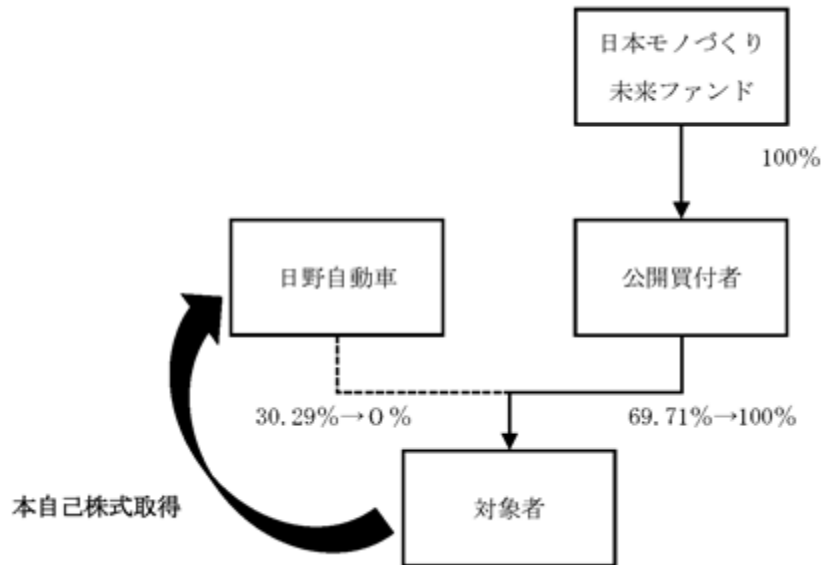 日本モノづくり
未来ファンド
100%
日野自動車
公開買付者
30.29%→0%
69.71%→100%
本自己株式取得
対象者